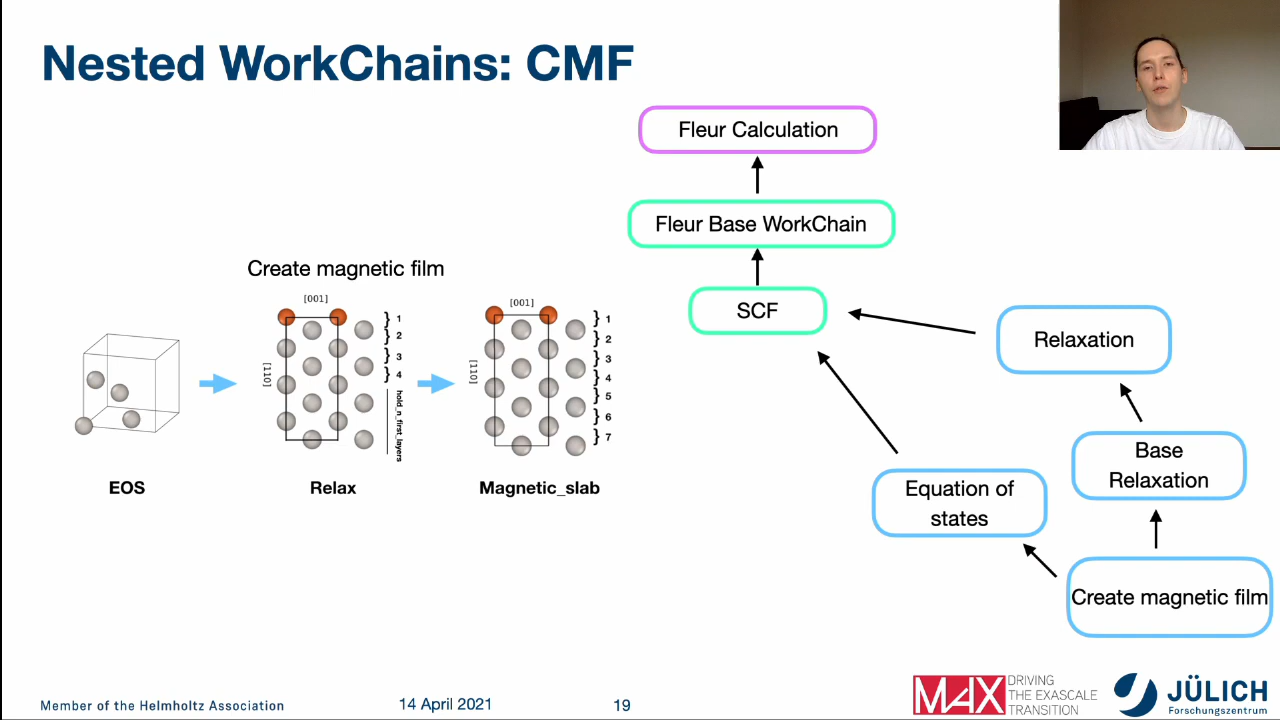 Nested WorkChains: CMF
Fleur Calculation
Fleur Base WorkChain
SCF
Relaxation
Base
Relaxation
Equation of
states
Create magnetic film
Create magnetic film
[001]
[110]
1
2
3
4
hold_n_first_layers
[001]
[110]
1
2
3
4
5
6
7
EOS
Relax
Magnetic_slab
Member of the Helmholtz Association
14 April 2021
19
MAX
DRIVING
THE EXASCALE
TRANSITION
JÜLICH
Forschungszentrum